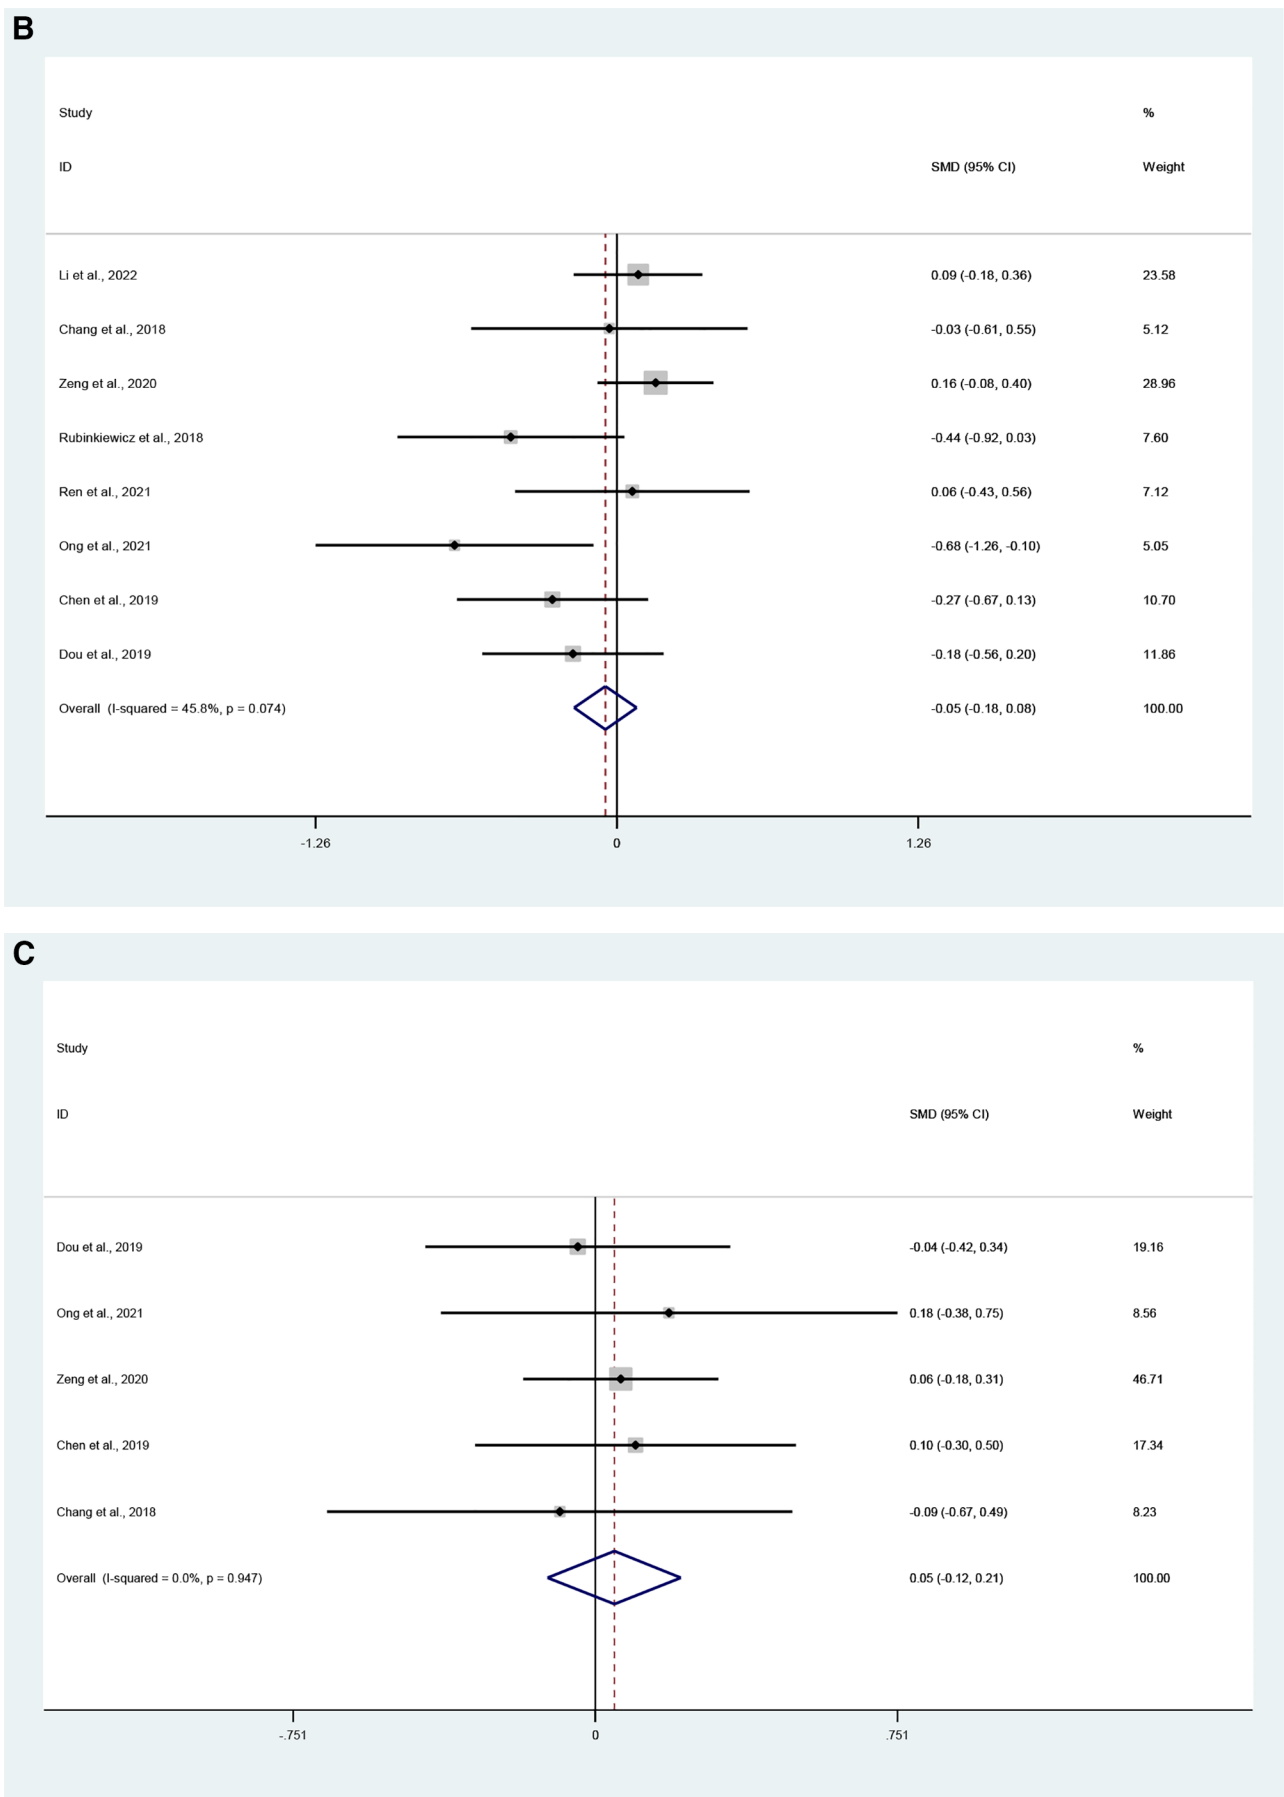 B
Study %
ID SMD (95% CI) Weight
Li et al., 2022 0.09 (-0.18, 0.36) 23.58
Chang et al., 2018 -0.03 (-0.61, 0.55) 5.12
Zeng et al., 2020 0.16 (-0.08, 0.40) 28.96
Rubinkiewicz et al., 2018 -0.44 (-0.92, 0.03) 7.60
Ren et al., 2021 0.06 (-0.43, 0.56) 7.12
Ong et al., 2021 -0.68 (-1.26, -0.10) 5.05
Chen et al., 2019 -0.27 (-0.67, 0.13) 10.70
Dou et al., 2019 -0.18 (-0.56, 0.20) 11.86
Overall (I-squared = 45.8%, p = 0.074) -0.05 (-0.18, 0.08) 100.00
-1.26 0 1.26
C
Study %
ID SMD (95% CI) Weight
Dou et al., 2019 -0.04 (-0.42, 0.34) 19.16
Ong et al., 2021 0.18 (-0.38, 0.75) 8.56
Zeng et al., 2020 0.06 (-0.18, 0.31) 46.71
Chen et al., 2019 0.10 (-0.30, 0.50) 17.34
Chang et al., 2018 -0.09 (-0.67, 0.49) 8.23
Overall (I-squared = 0.0%, p = 0.947) 0.05 (-0.12, 0.21) 100.00
-.751 0 .751